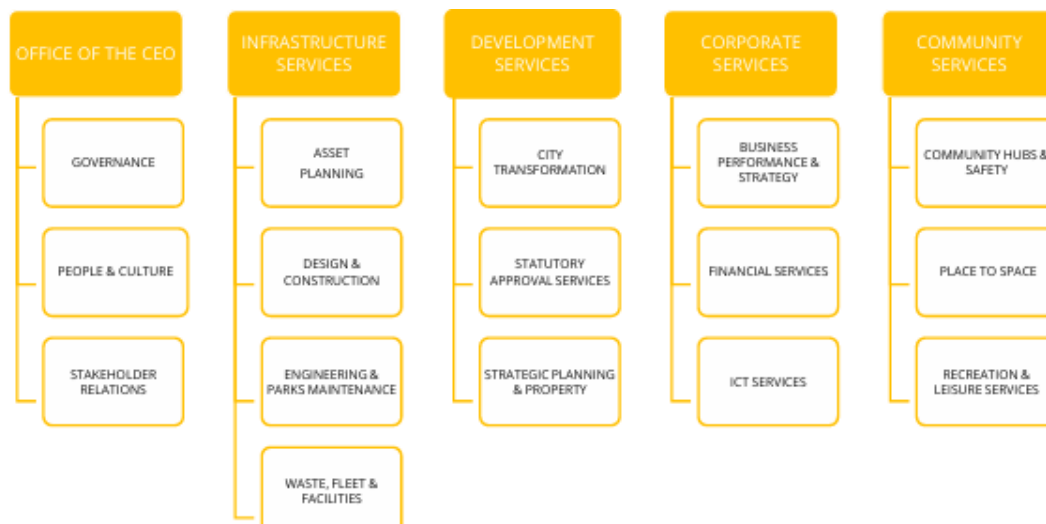 OFFICE OF THE CEO
GOVERNANCE
PEOPLE & CULTURE
STAKEHOLDER
RELATIONS
INFRASTRUCTURE
SERVICES
ASSET
PLANNING
DESIGN &
CONSTRUCTION
ENGINEERING &
PARKS MAINTENANCE
WASTE, FLEET &
FACILITIES
DEVELOPMENT
SERVICES
CITY
TRANSFORMATION
STATUTORY
APPROVAL SERVICES
STRATEGIC PLANNING
& PROPERTY
CORPORATE
SERVICES
BUSINESS
PERFORMANCE &
STRATEGY
FINANCIAL SERVICES
ICT SERVICES
COMMUNITY
SERVICES
COMMUNITY HUBS &
SAFETY
PLACE TO SPACE
RECREATION &
LEISURE SERVICES